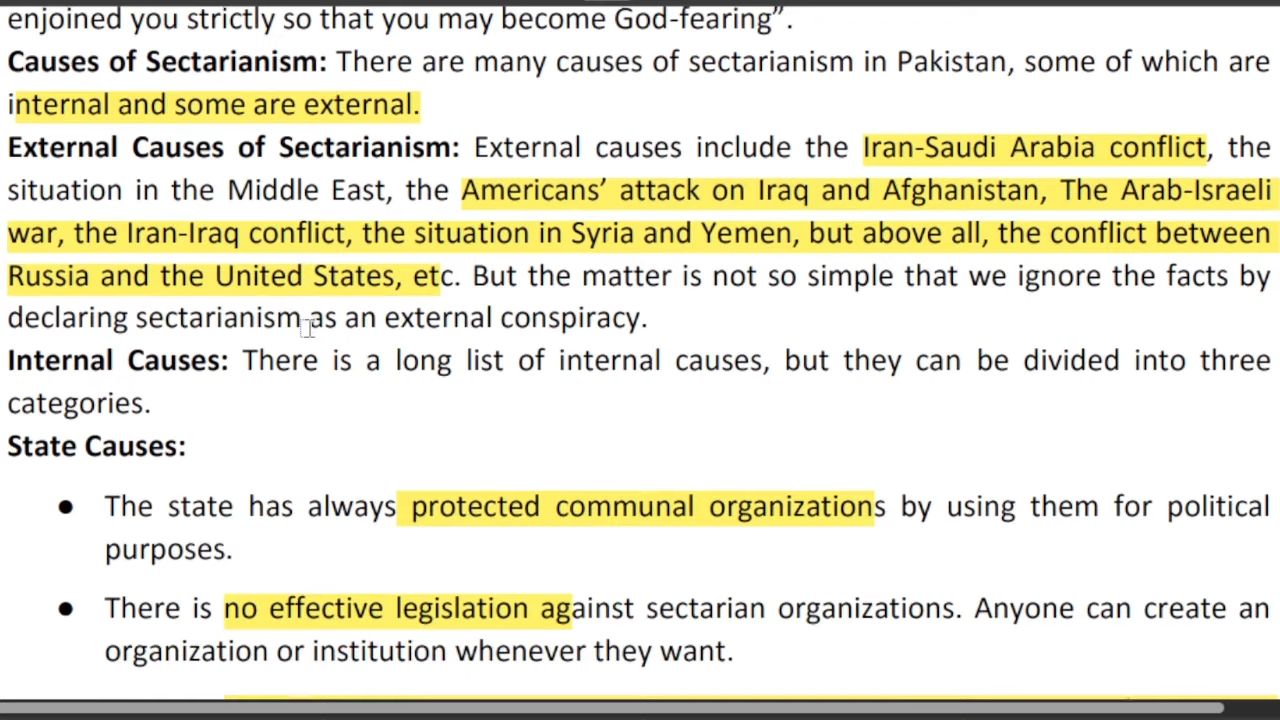 enjoined you strictly so that you may become God-fearing”.
Causes of Sectarianism: There are many causes of sectarianism in Pakistan, some of which are
internal and some are external.
External Causes of Sectarianism: External causes include the Iran-Saudi Arabia conflict, the
situation in the Middle East, the Americans’ attack on Iraq and Afghanistan, The Arab-Israeli
war, the Iran-Iraq conflict, the situation in Syria and Yemen, but above all, the conflict between
Russia and the United States, etc. But the matter is not so simple that we ignore the facts by
declaring sectarianism as an external conspiracy.
Internal Causes: There is a long list of internal causes, but they can be divided into three
categories.
State Causes:
● The state has always protected communal organizations by using them for political
purposes.
● There is no effective legislation against sectarian organizations. Anyone can create an
organization or institution whenever they want.